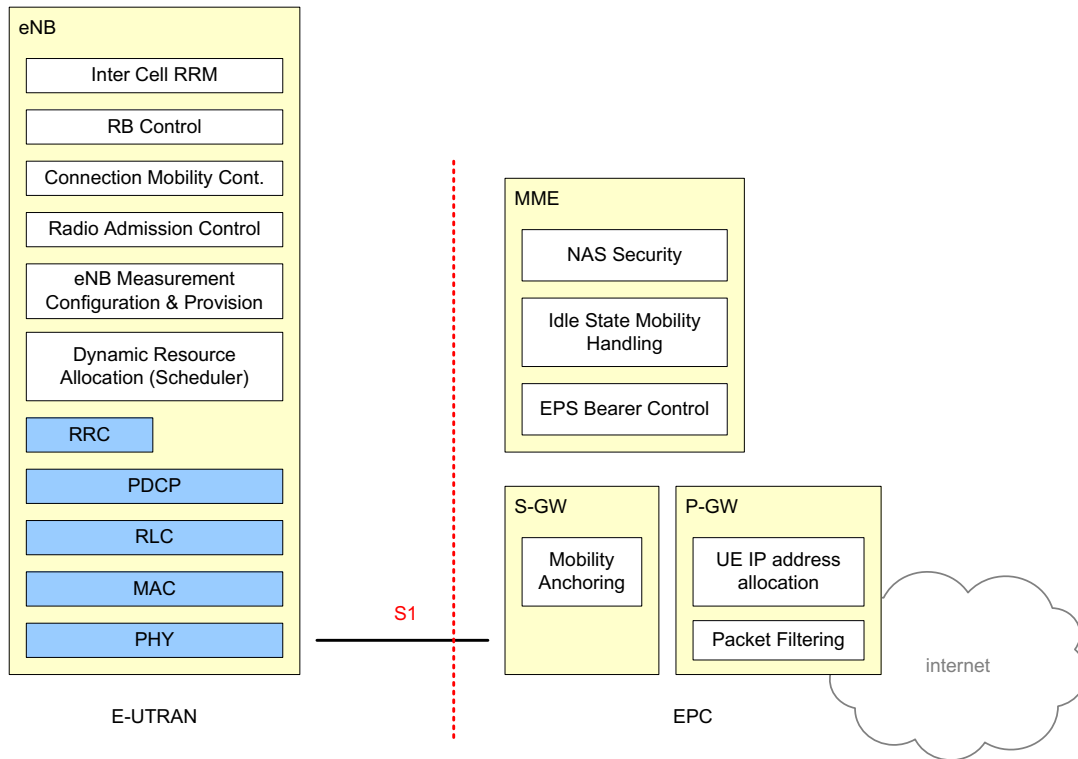 eNB
Inter Cell RRM
RB Control
Connection Mobility Cont.
Radio Admission Control
eNB Measurement
Configuration & Provision
Dynamic Resource
Allocation (Scheduler)
RRC
PDCP
RLC
MAC
PHY
S1
MME
NAS Security
Idle State Mobility
Handling
EPS Bearer Control
S-GW
Mobility
Anchoring
P-GW
UE IP address
allocation
Packet Filtering
internet
E-UTRAN
EPC